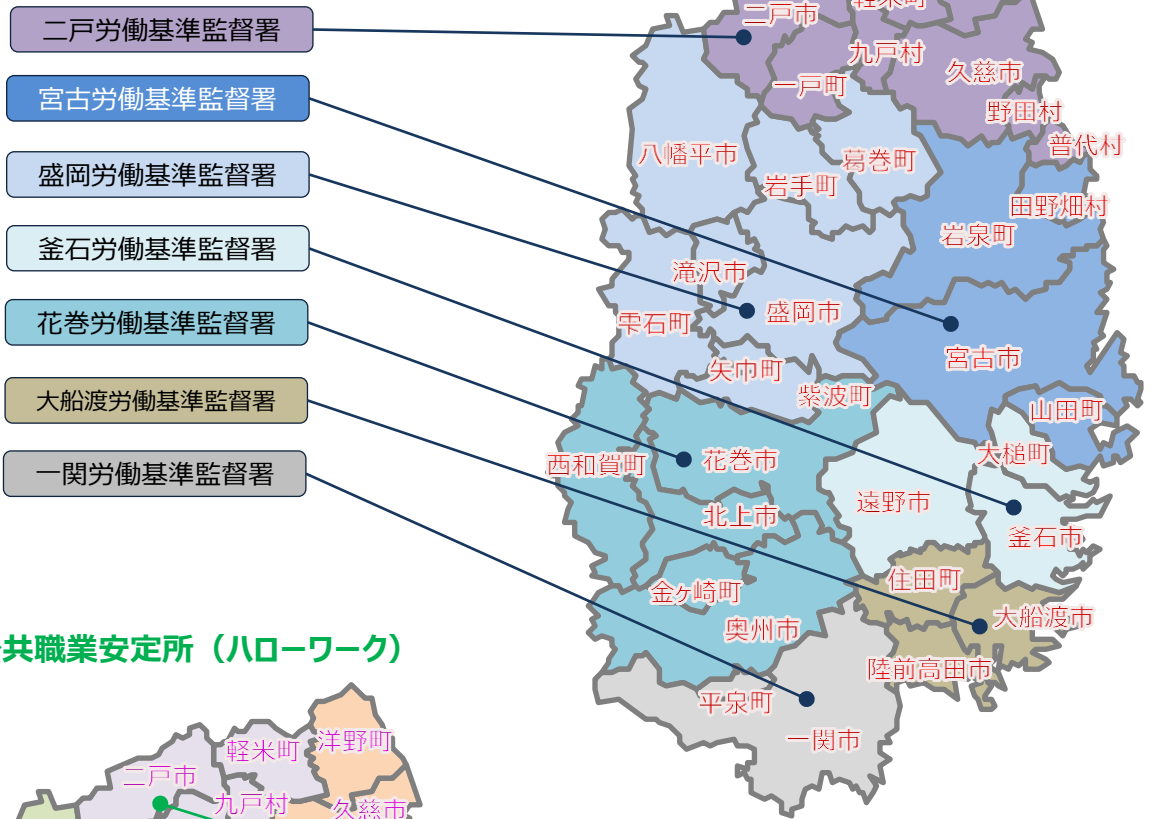 二戸労働基準監督署
宮古労働基準監督署
盛岡労働基準監督署
釜石労働基準監督署
花巻労働基準監督署
大船渡労働基準監督署
一関労働基準監督署
二戸市
軽米町
九戸村
久慈市
一戸町
野田村
普代村
八幡平市
葛巻町
岩手町
田野畑村
岩泉町
滝沢市
盛岡市
雫石町
宮古市
矢巾町
紫波町
山田町
大槌町
西和賀町
花巻市
遠野市
北上市
釜石市
住田町
金ヶ崎町
大船渡市
奥州市
陸前高田市
平泉町
一関市
共職業安定所（ハローワーク）
軽米町
洋野町
二戸市
九戸村
久慈市